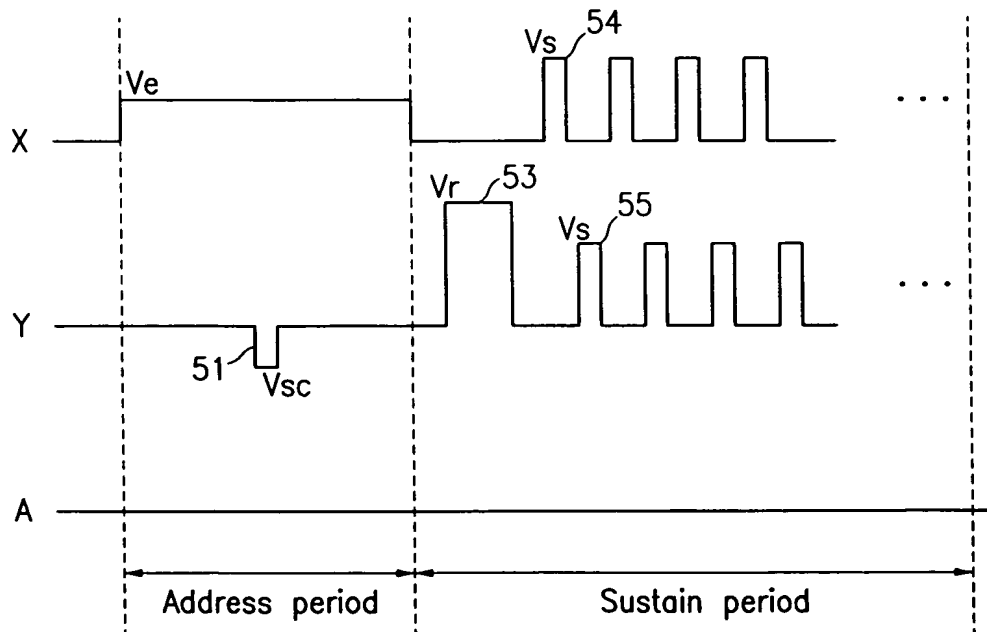 Vs 54
Ve
X
. . .
Vr 53
Vs 55
Y
. . .
51
Vsc
A
Address period
Sustain period